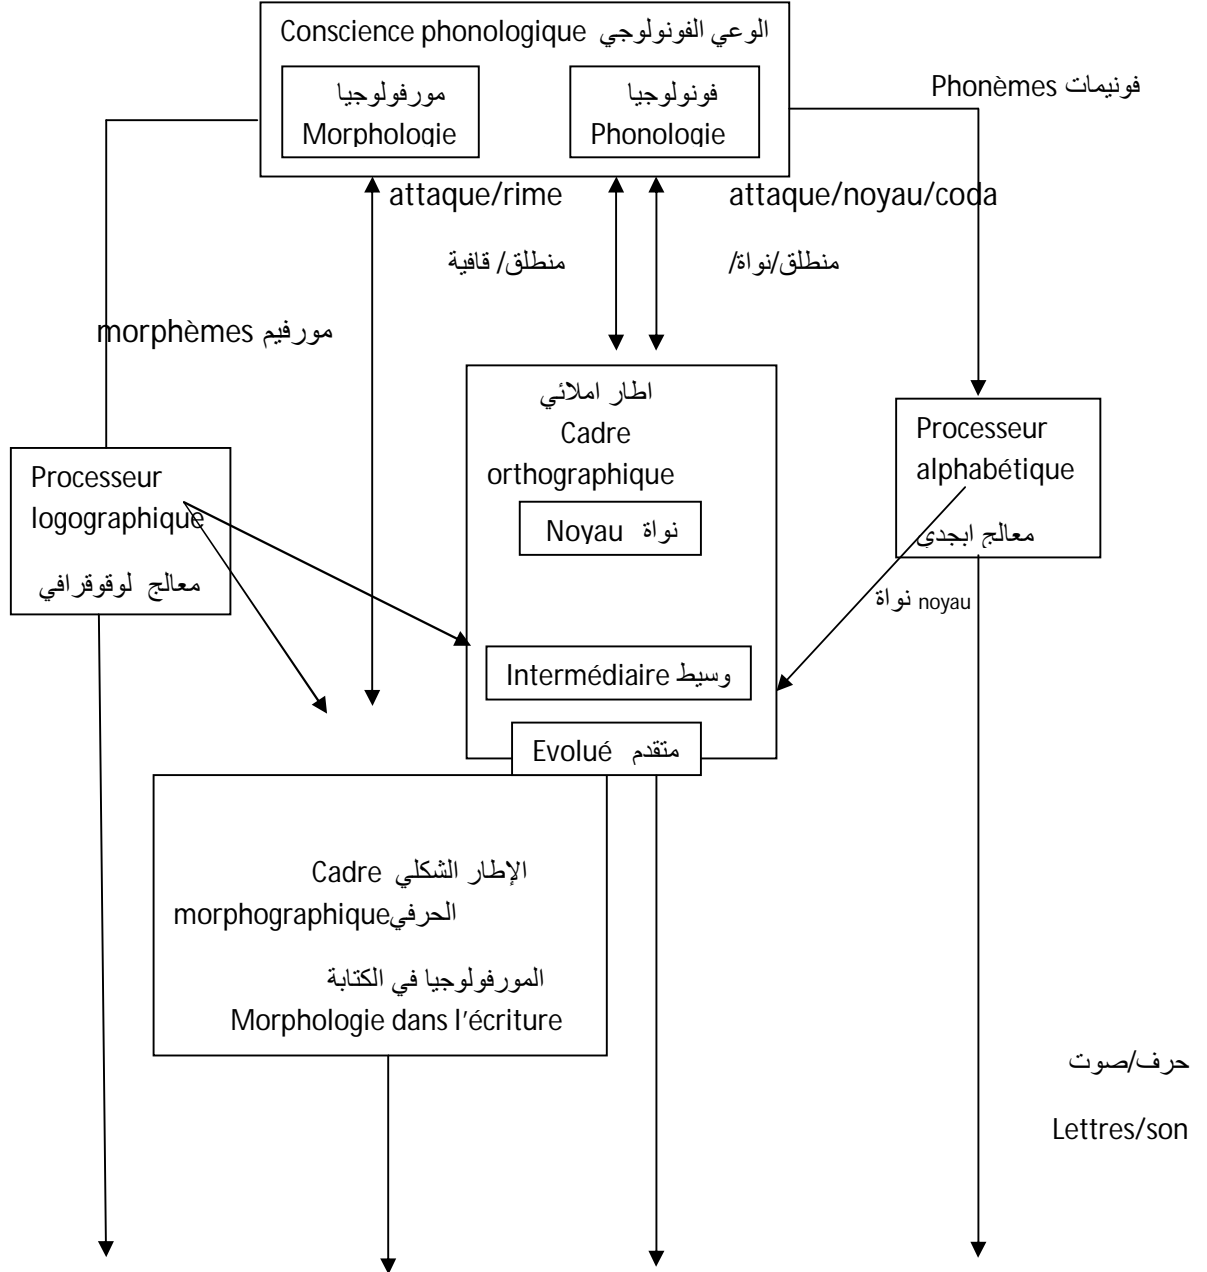 Conscience phonologique الوعي الفونولوجي
مورفولوجيا
Morphologie
فونولوجيا
Phonologie
Phonèmes فونيمات
attaque/rime
attaque/noyau/coda
منطلق/ قافية
منطلق/نواة/
morphèmes مورفيم
اطار املائي
Cadre
orthographique
Noyau نواة
Processeur
alphabétique
معالج ابجدي
Processeur
logographique
معالج لوقوقرافي
نواة noyau
Intermédiaire وسيط
Evolué متقدم
Cadre الإطار الشكلي
morphographiqueالحرفي
المورفولوجيا في الكتابة
Morphologie dans l'écriture
حرف/صوت
Lettres/son